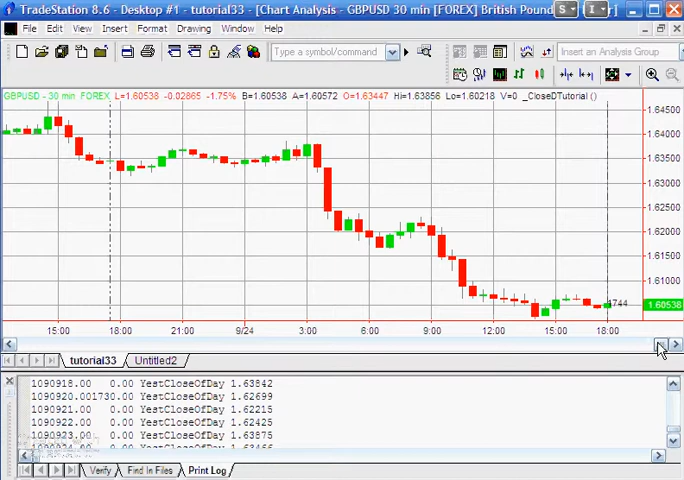 TradeStation 8.6 - Desktop #1 - tutorial33 - [Chart Analysis - GBPUSD 30 min [FOREX] British Pound
S
I
File Edit View Insert Format Drawing Window Help
Type a symbol/command
Insert an Analysis Group
GBPUSD - 30 min FOREX L=1.60538 -0.02865 -1.75% B=1.60538 A=1.60572 O=1.63447 Hi=1.63856 Lo=1.60218 V=0 _CloseDTutorial ()
1.64500
1.64000
1.63500
1.63000
1.62500
1.62000
1.61500
1.61000
1744
1.60538
15:00 18:00 21:00 9/24 3:00 6:00 9:00 12:00 15:00 18:00
tutorial33 Untitled2
1090918.00 0.00 YestCloseOfDay 1.63842
1090920.001730.00 YestCloseOfDay 1.62699
1090921.00 0.00 YestCloseOfDay 1.62215
1090922.00 0.00 YestCloseOfDay 1.62425
1090923.00 0.00 YestCloseOfDay 1.63875
Verify Find In Files Print Log